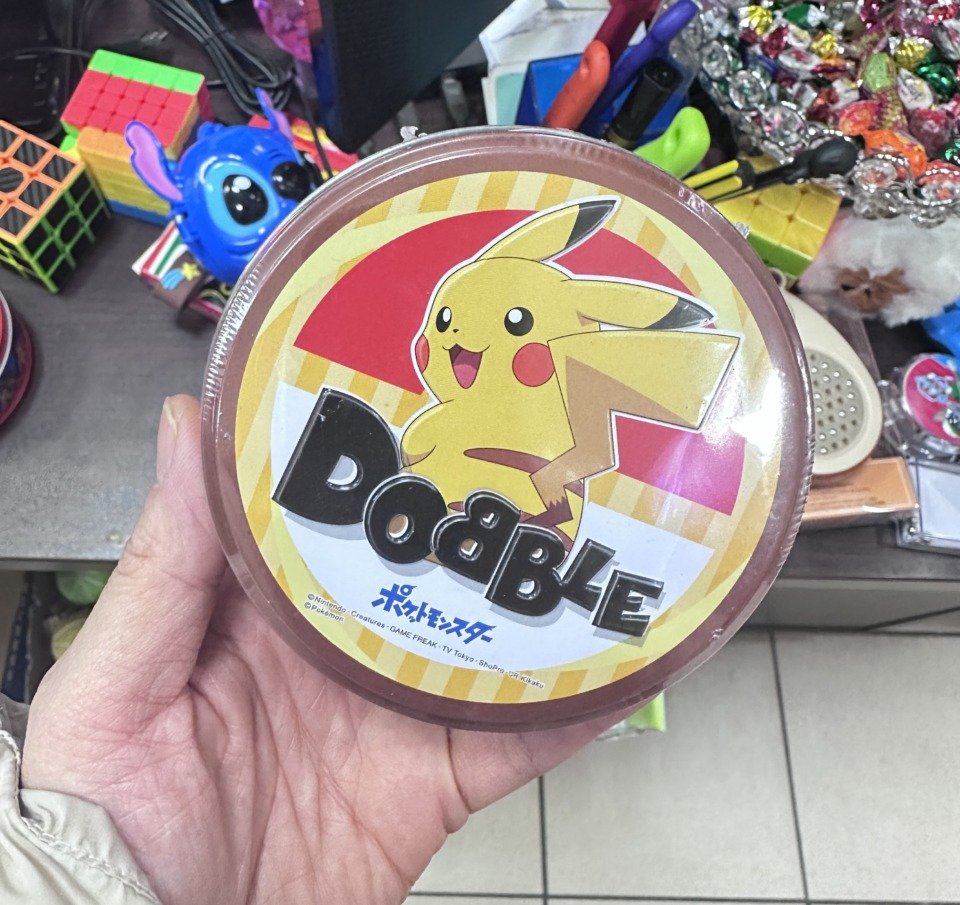 DOBBLE
ポケットモンスター
©Nintendo・Creatures・GAME FREAK・TV Tokyo・ShoPro・JR Kikaku
©Pokémon